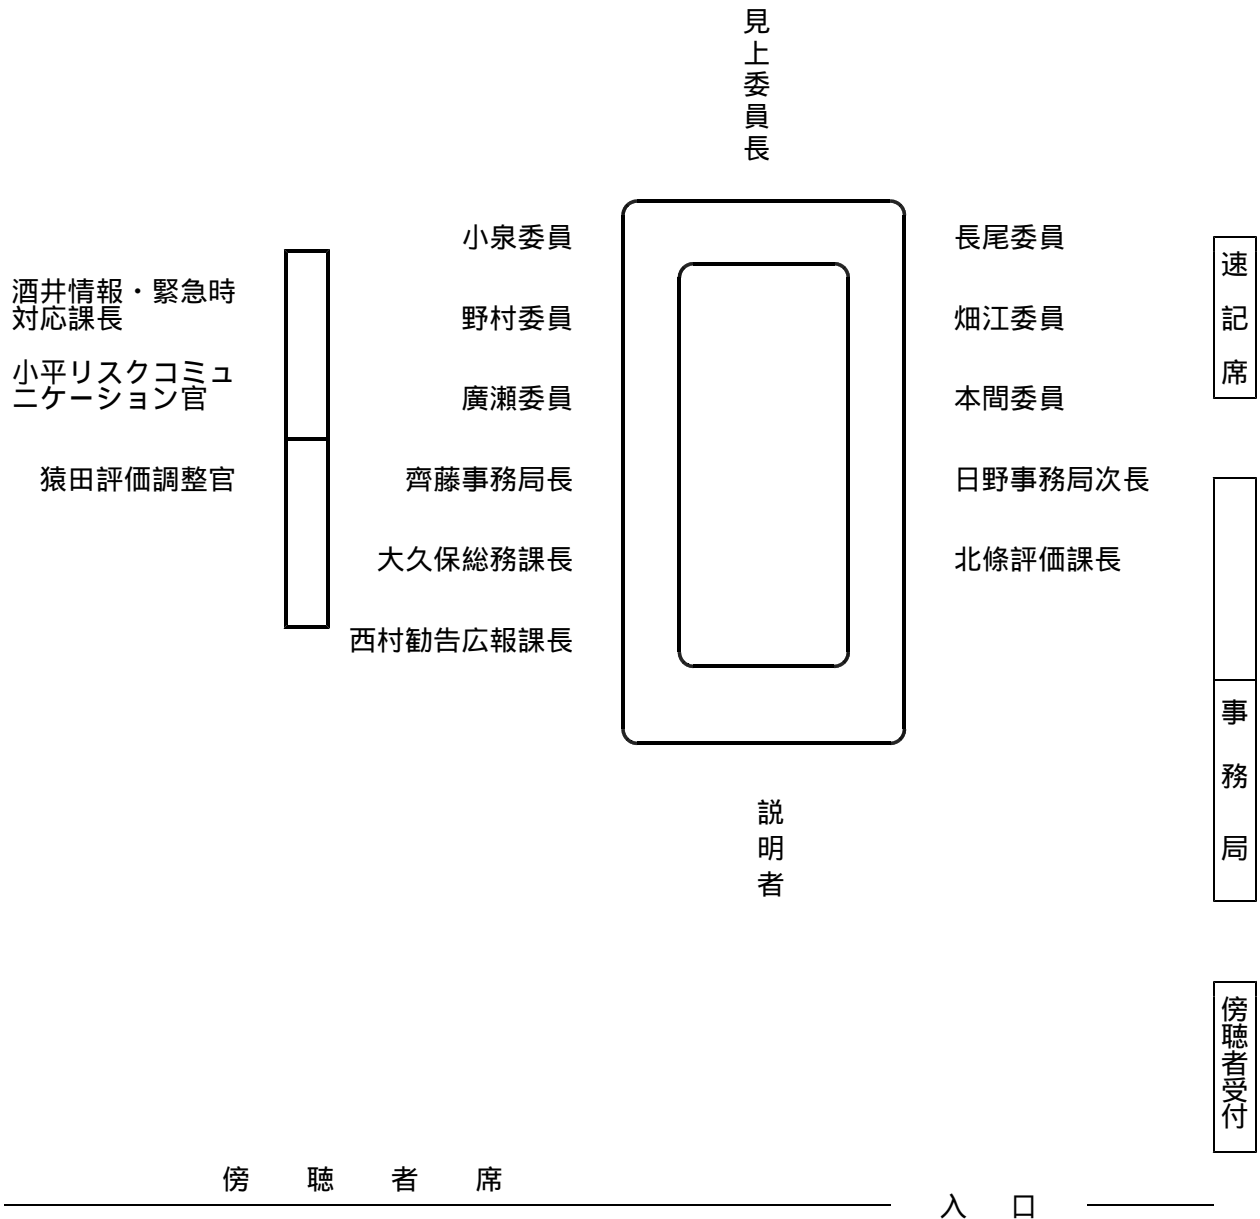 見上委員長
小泉委員
長尾委員
速記席
酒井情報・緊急時
対応課長
野村委員
畑江委員
小平リスクコミュ
ニケーション官
廣瀬委員
本間委員
猿田評価調整官
齊藤事務局長
日野事務局次長
大久保総務課長
北條評価課長
西村勧告広報課長
事務局
説明者
傍聴者受付
傍聴者席
入口